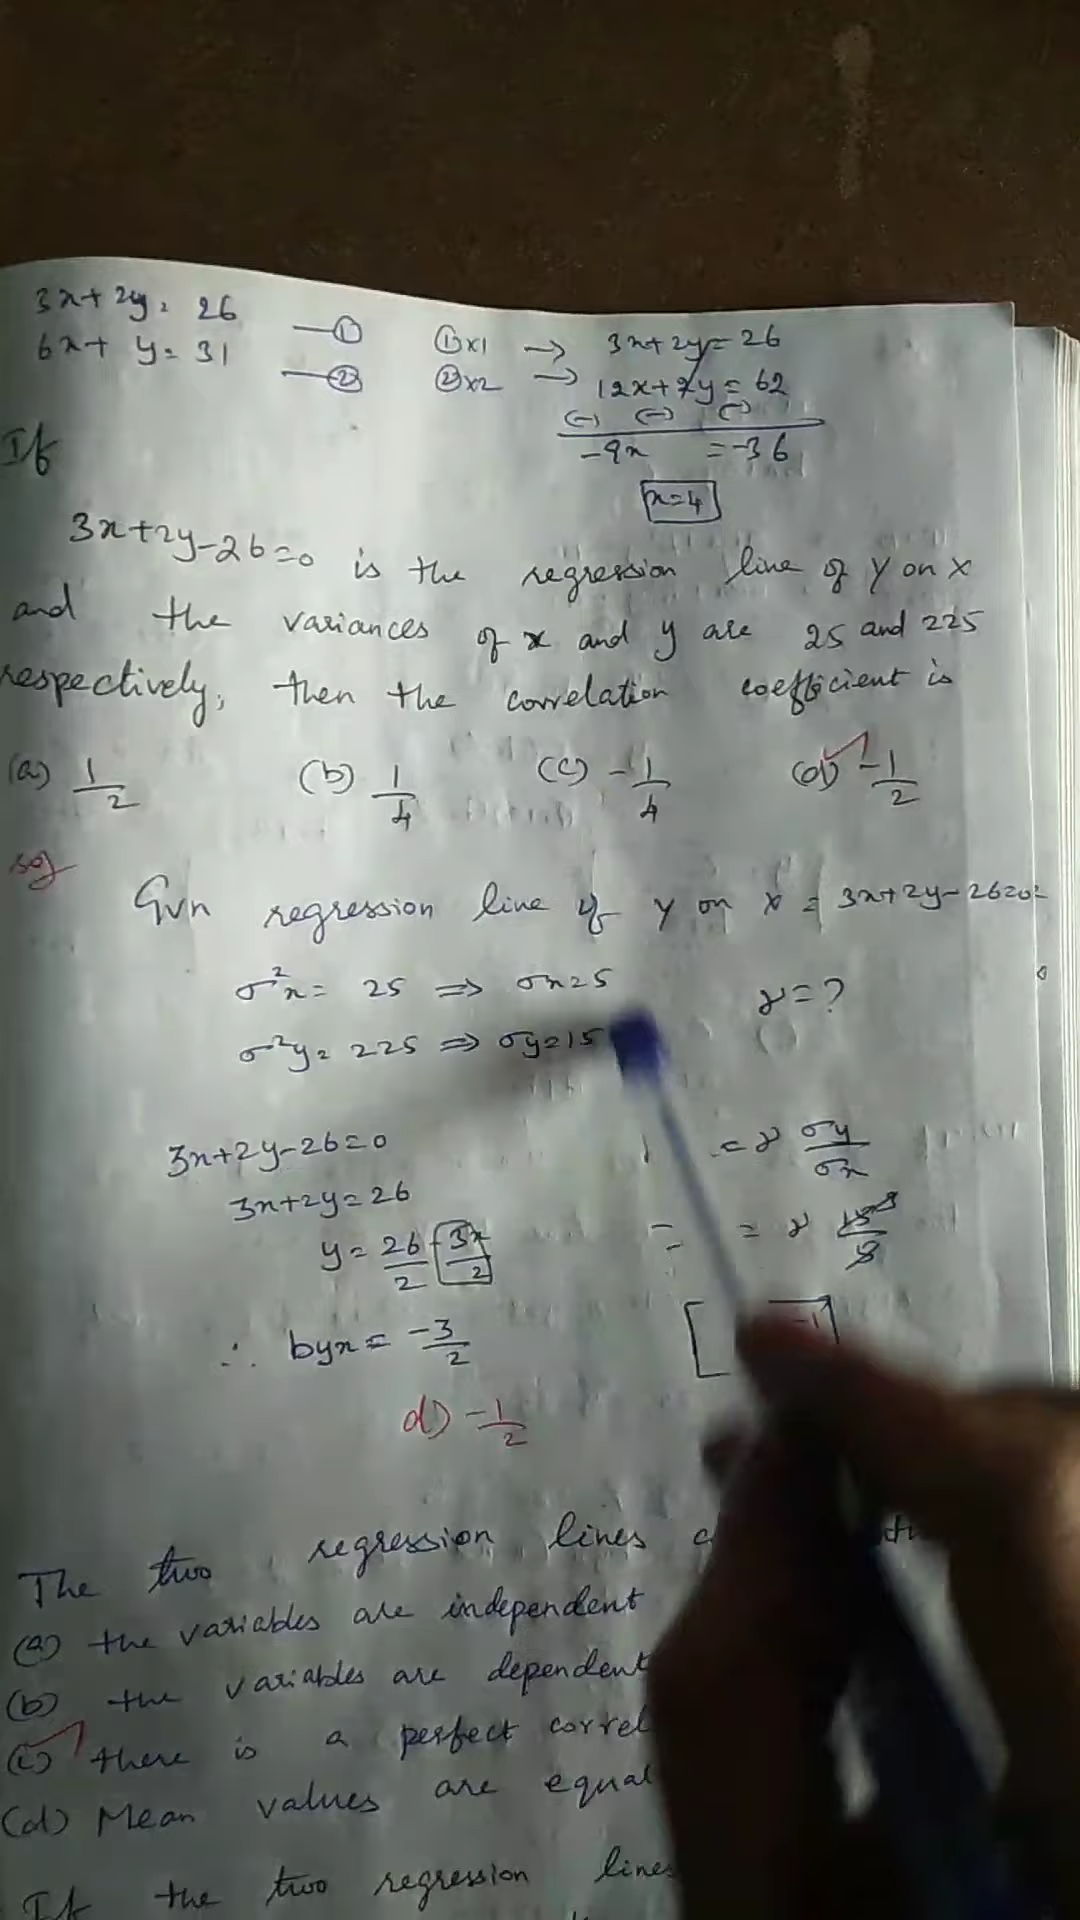 3x+2y = 26 —①
6x+ y = 31 —②
①x1 → 3x+2y = 26
②x2 → 12x+2y = 62
(-) (-) (-)
-9x = -36
x=4
If
3x+2y-26=0 is the regression line of y on x
and the variances of x and y are 25 and 225
respectively, then the correlation coefficient is
(a) 1/2 (b) 1/4 (c) -1/4 (d) -1/2
sol
Gvn regression line of y on x = 3x+2y-26=0
σ²x = 25 ⇒ σx=5 r=?
σ²y = 225 ⇒ σy=15
3x+2y-26=0
3x+2y=26
y = 26/2 - 3x/2
∴ byx = -3/2
= r σy/σx
= r 15 3/5
-1
d) -1/2
The two regression lines
(a) the variables are independent
(b) the variables are dependent
(c) there is a perfect correl
(d) Mean values are equal
If the two regression lines